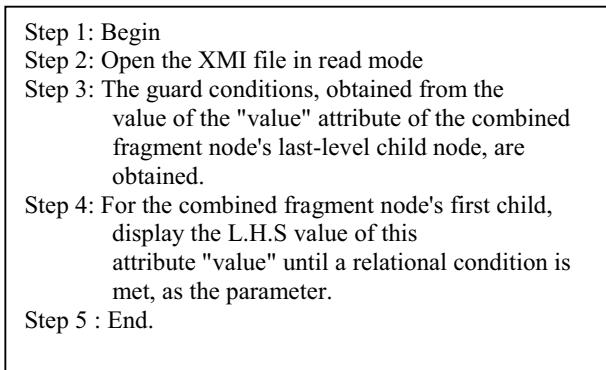 Step 1: Begin
Step 2: Open the XMI file in read mode
Step 3: The guard conditions, obtained from the
value of the "value" attribute of the combined
fragment node's last-level child node, are
obtained.
Step 4: For the combined fragment node's first child,
display the L.H.S value of this
attribute "value" until a relational condition is
met, as the parameter.
Step 5 : End.